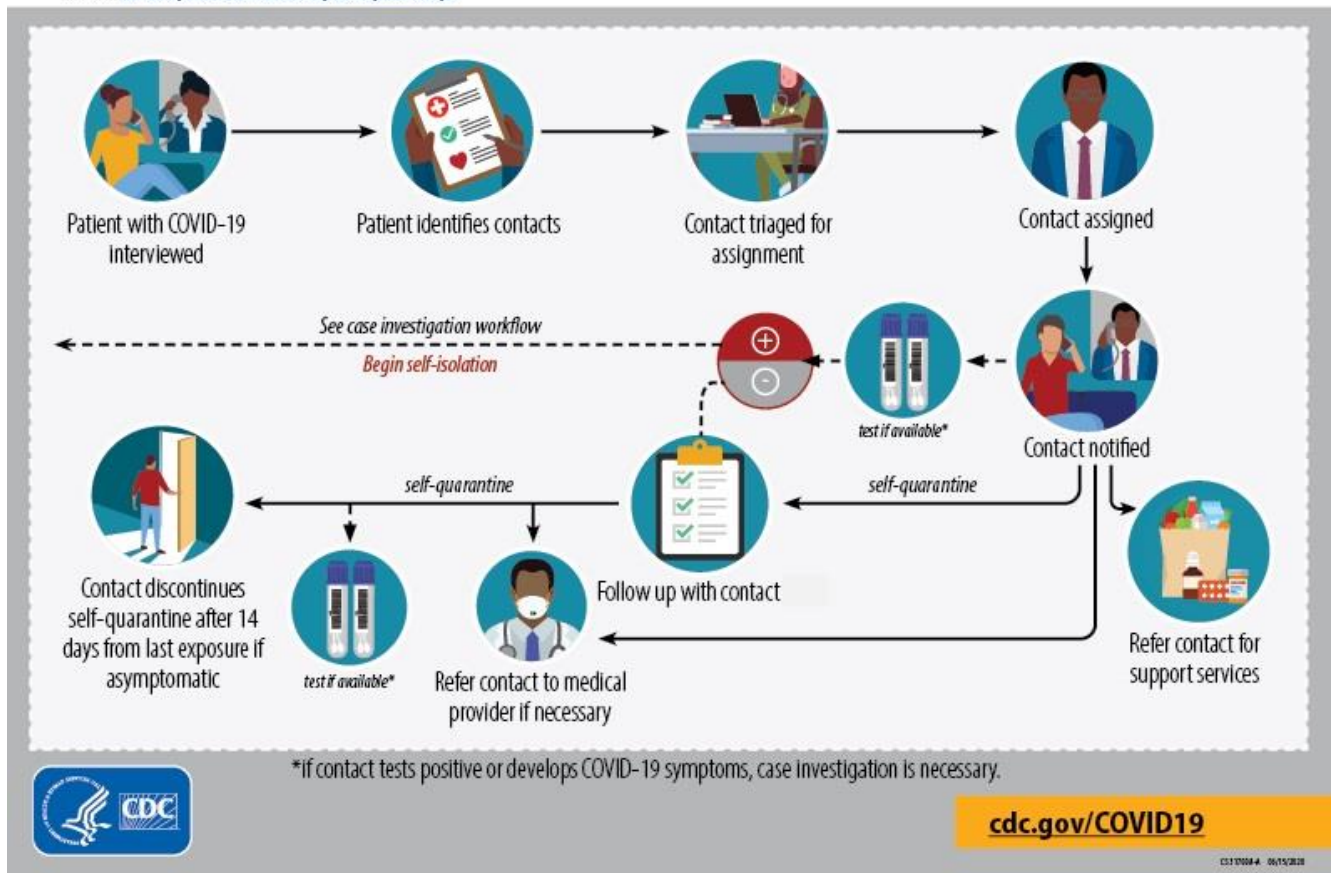 Patient with COVID-19
interviewed
Patient identifies contacts
Contact triaged for
assignment
Contact assigned
See case investigation workflow
Begin self-isolation
+
-
test if available*
Contact notified
self-quarantine
self-quarantine
Contact discontinues
self-quarantine after 14
days from last exposure if
asymptomatic
test if available*
Refer contact to medical
provider if necessary
Follow up with contact
Refer contact for
support services
*if contact tests positive or develops COVID-19 symptoms, case investigation is necessary.
CDC
cdc.gov/COVID19
06/15/2020